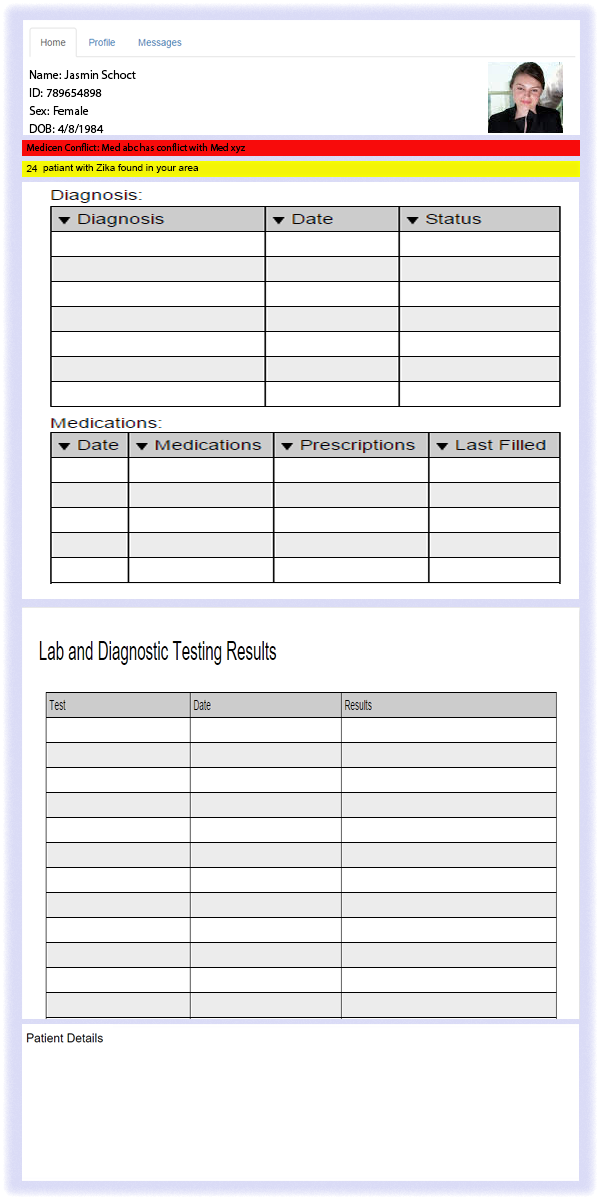 Home Profile Messages
Name: Jasmin Schoct
ID: 789654898
Sex: Female
DOB: 4/8/1984
Medicen Conflict: Med abc has conflict with Med xyz
24 patiant with Zika found in your area
Diagnosis:
Diagnosis Date Status
Medications:
Date Medications Prescriptions Last Filled
Lab and Diagnostic Testing Results
Test Date Results
Patient Details